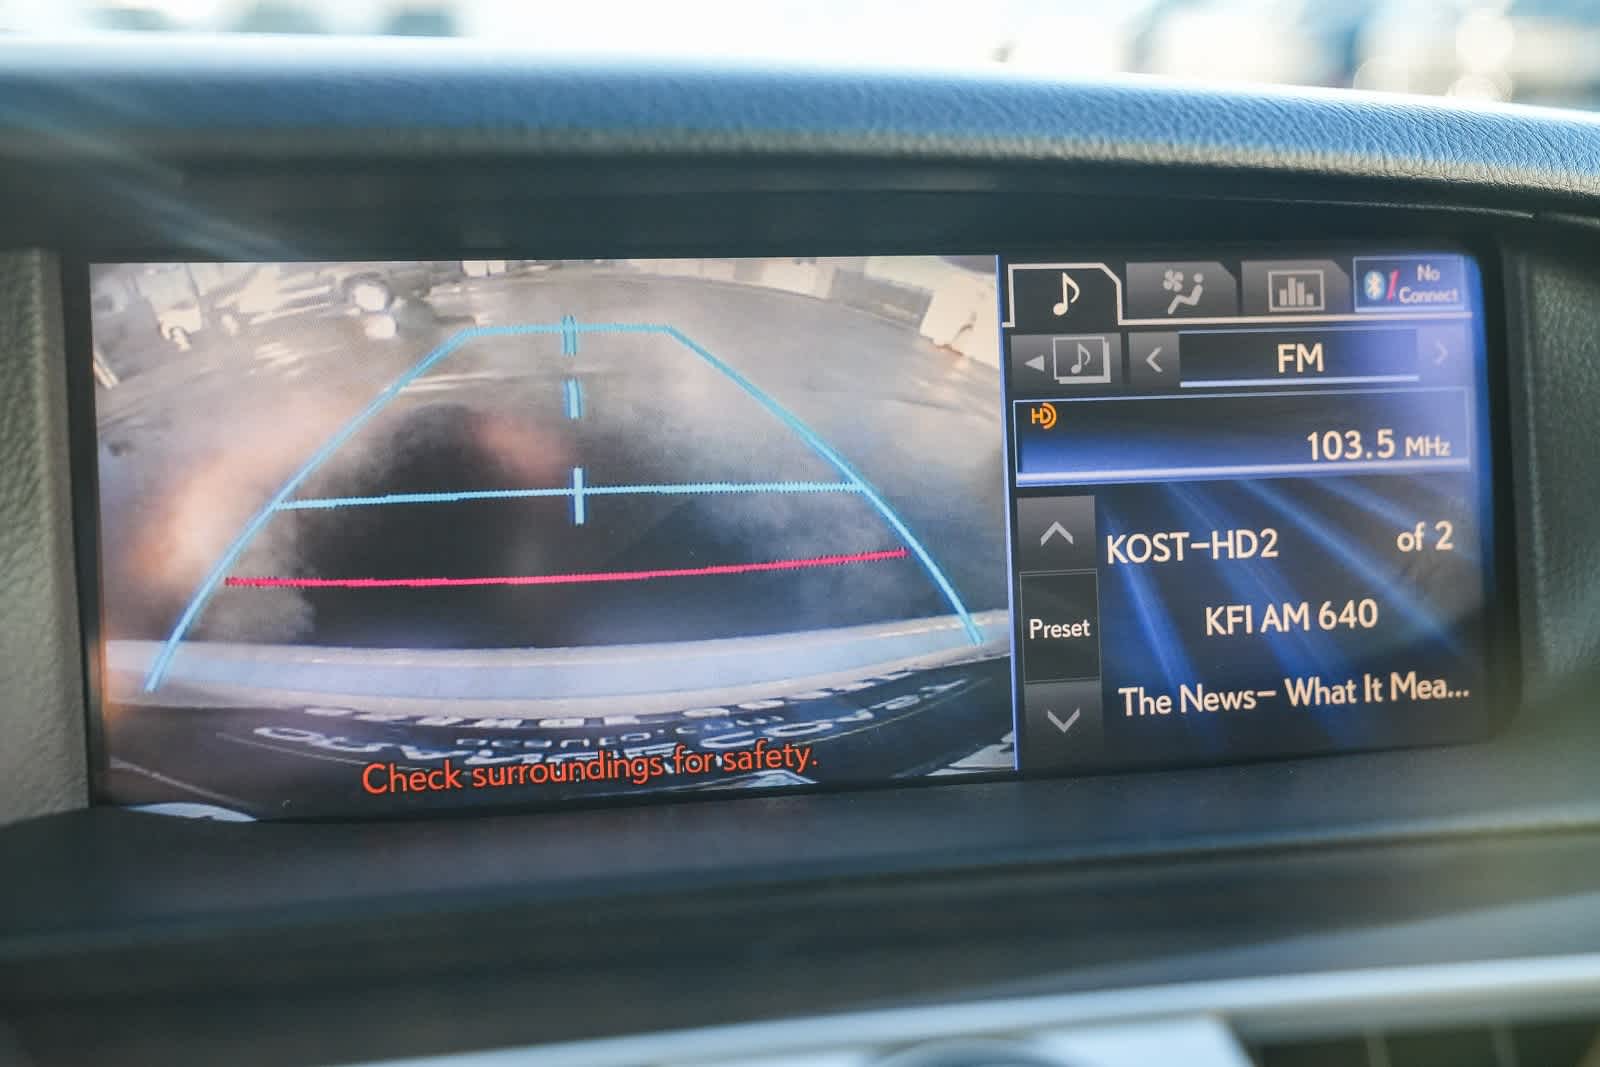 No
Connect
FM
HD
103.5 MHz
KOST-HD2 of 2
Preset
KFI AM 640
The News- What It Mea...
Check surroundings for safety.